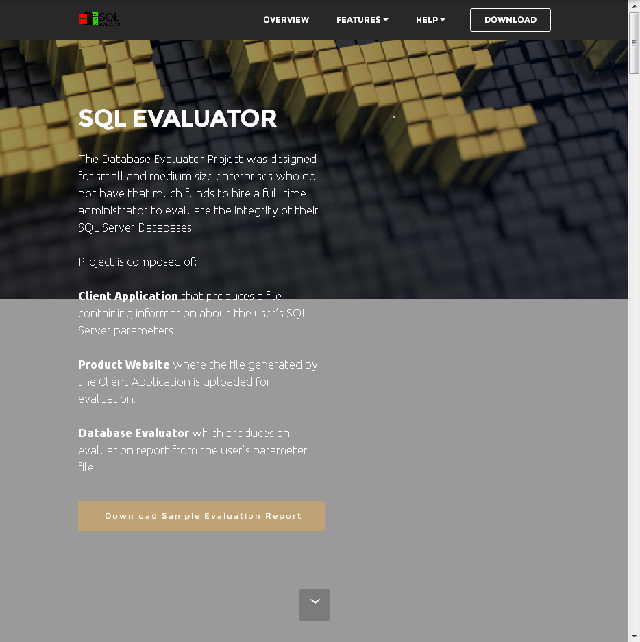 SQL
OVERVIEW
FEATURES
HELP
DOWNLOAD
SQL EVALUATOR
The Database Evaluator Project was designed
for small and medium size enterprises who do
not have that much funds to hire a full time
administrator to evaluate the integrity of their
SQL Server Databases.
Project is composed of:
Client Application that produces a file
containing information about the user's SQL
Server parameters.
Product Website where the file generated by
the Client Application is uploaded for
evaluation.
Database Evaluator which produces an
evaluation report from the user's parameter
file.
Download Sample Evaluation Report